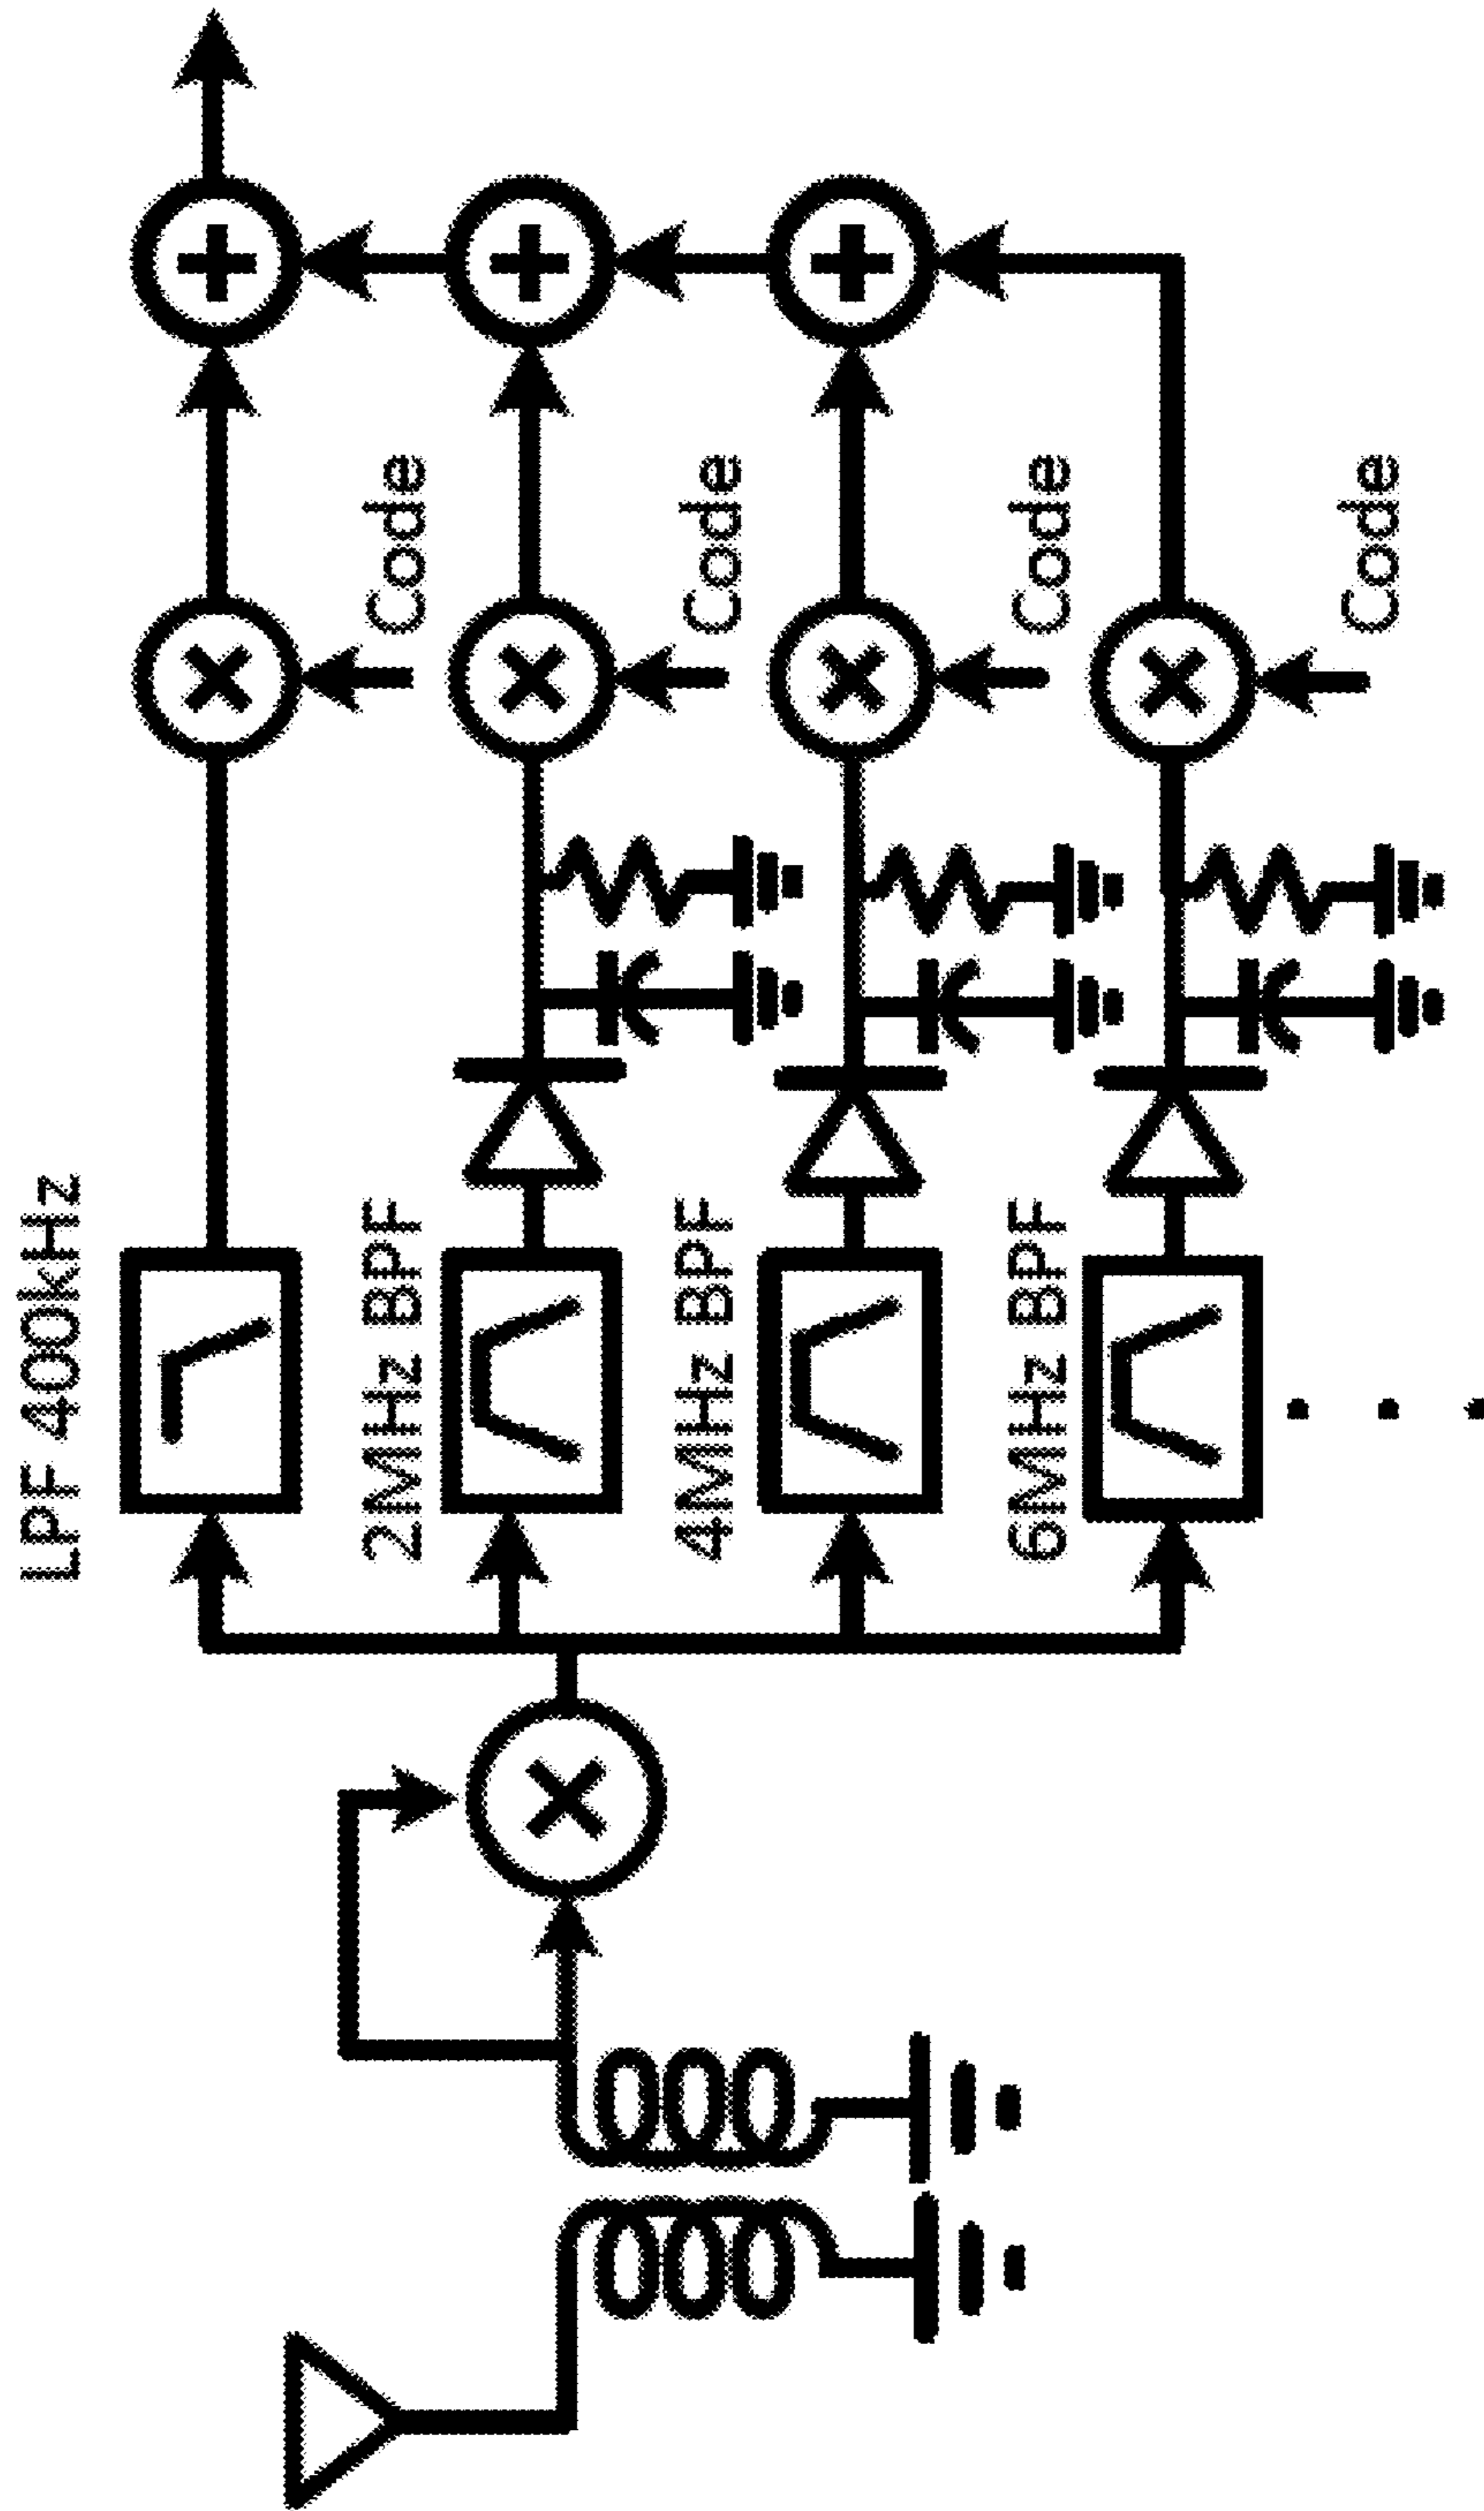 LPF 400kHz
Code
2MHz BPF
Code
4MHz BPF
Code
6MHz BPF
Code